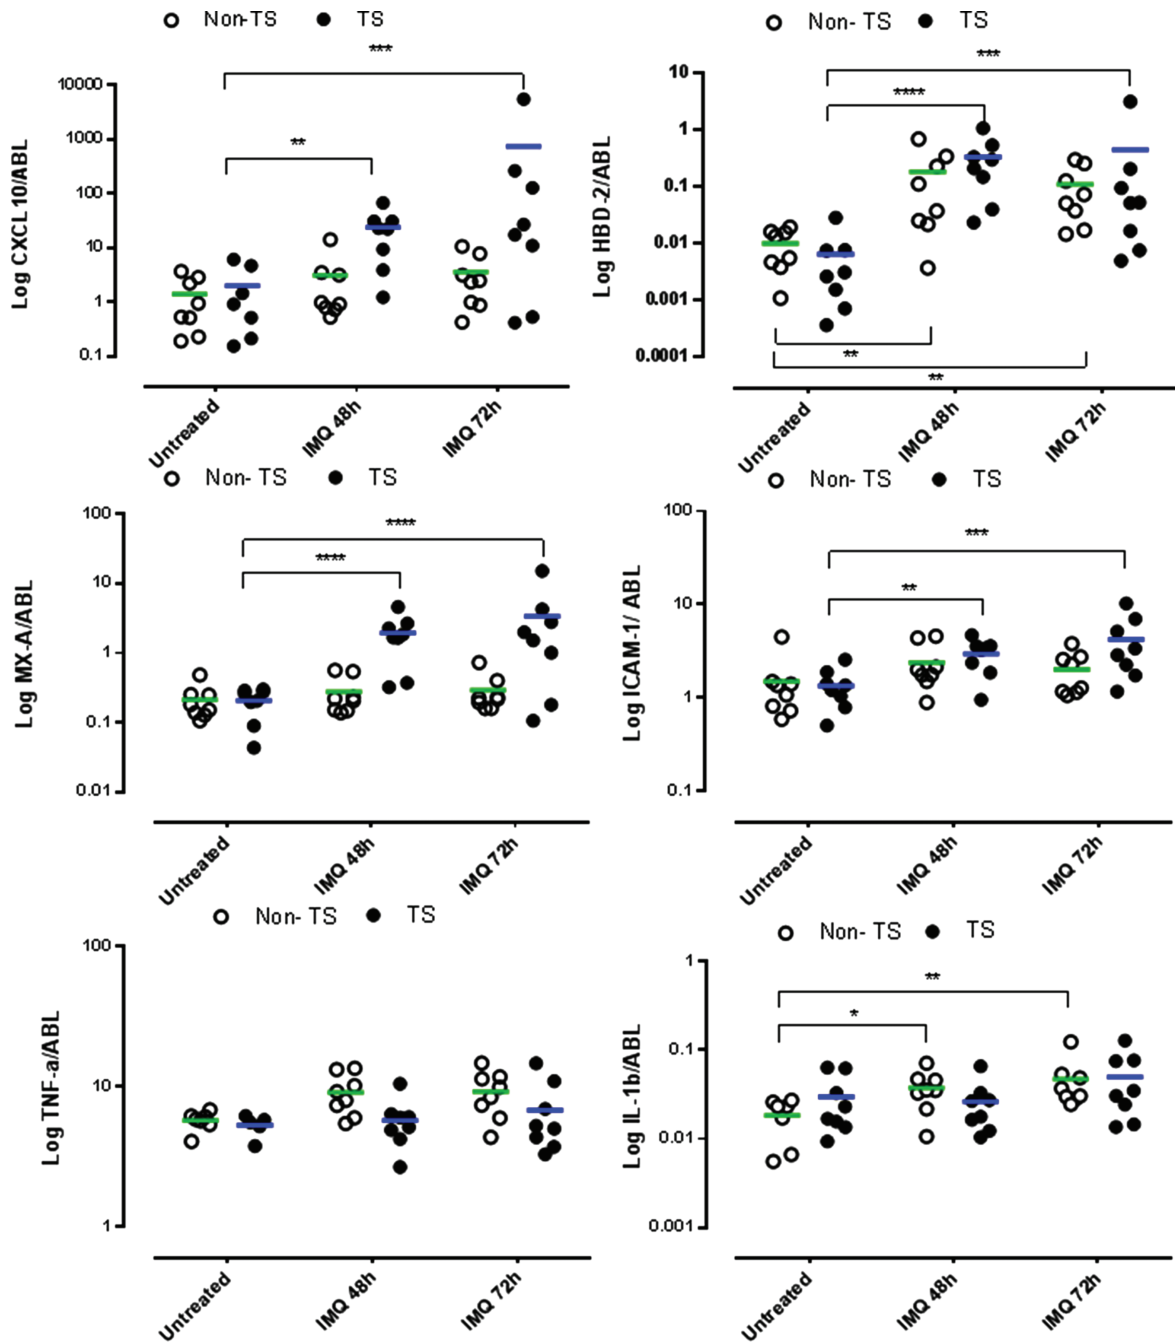 Non-TS TS
***
**
10000
1000
100
10
1
0.1
Log CXCL10/ABL
Untreated
IMQ 48h
IMQ 72h
Non- TS TS
***
****
10
1
0.1
0.01
0.001
0.0001
Log HBD-2/ABL
**
**
Untreated
IMQ 48h
IMQ 72h
Non- TS TS
****
****
100
10
1
0.1
0.01
Log MX-A/ABL
Untreated
IMQ 48h
IMQ 72h
Non- TS TS
***
**
100
10
1
0.1
Log ICAM-1/ ABL
Untreated
IMQ 48h
IMQ 72h
Non- TS TS
100
10
1
Log TNF-a/ABL
Untreated
IMQ 48h
IMQ 72h
Non- TS TS
**
*
1
0.1
0.01
0.001
Log IL-1b/ABL
Untreated
IMQ 48h
IMQ 72h